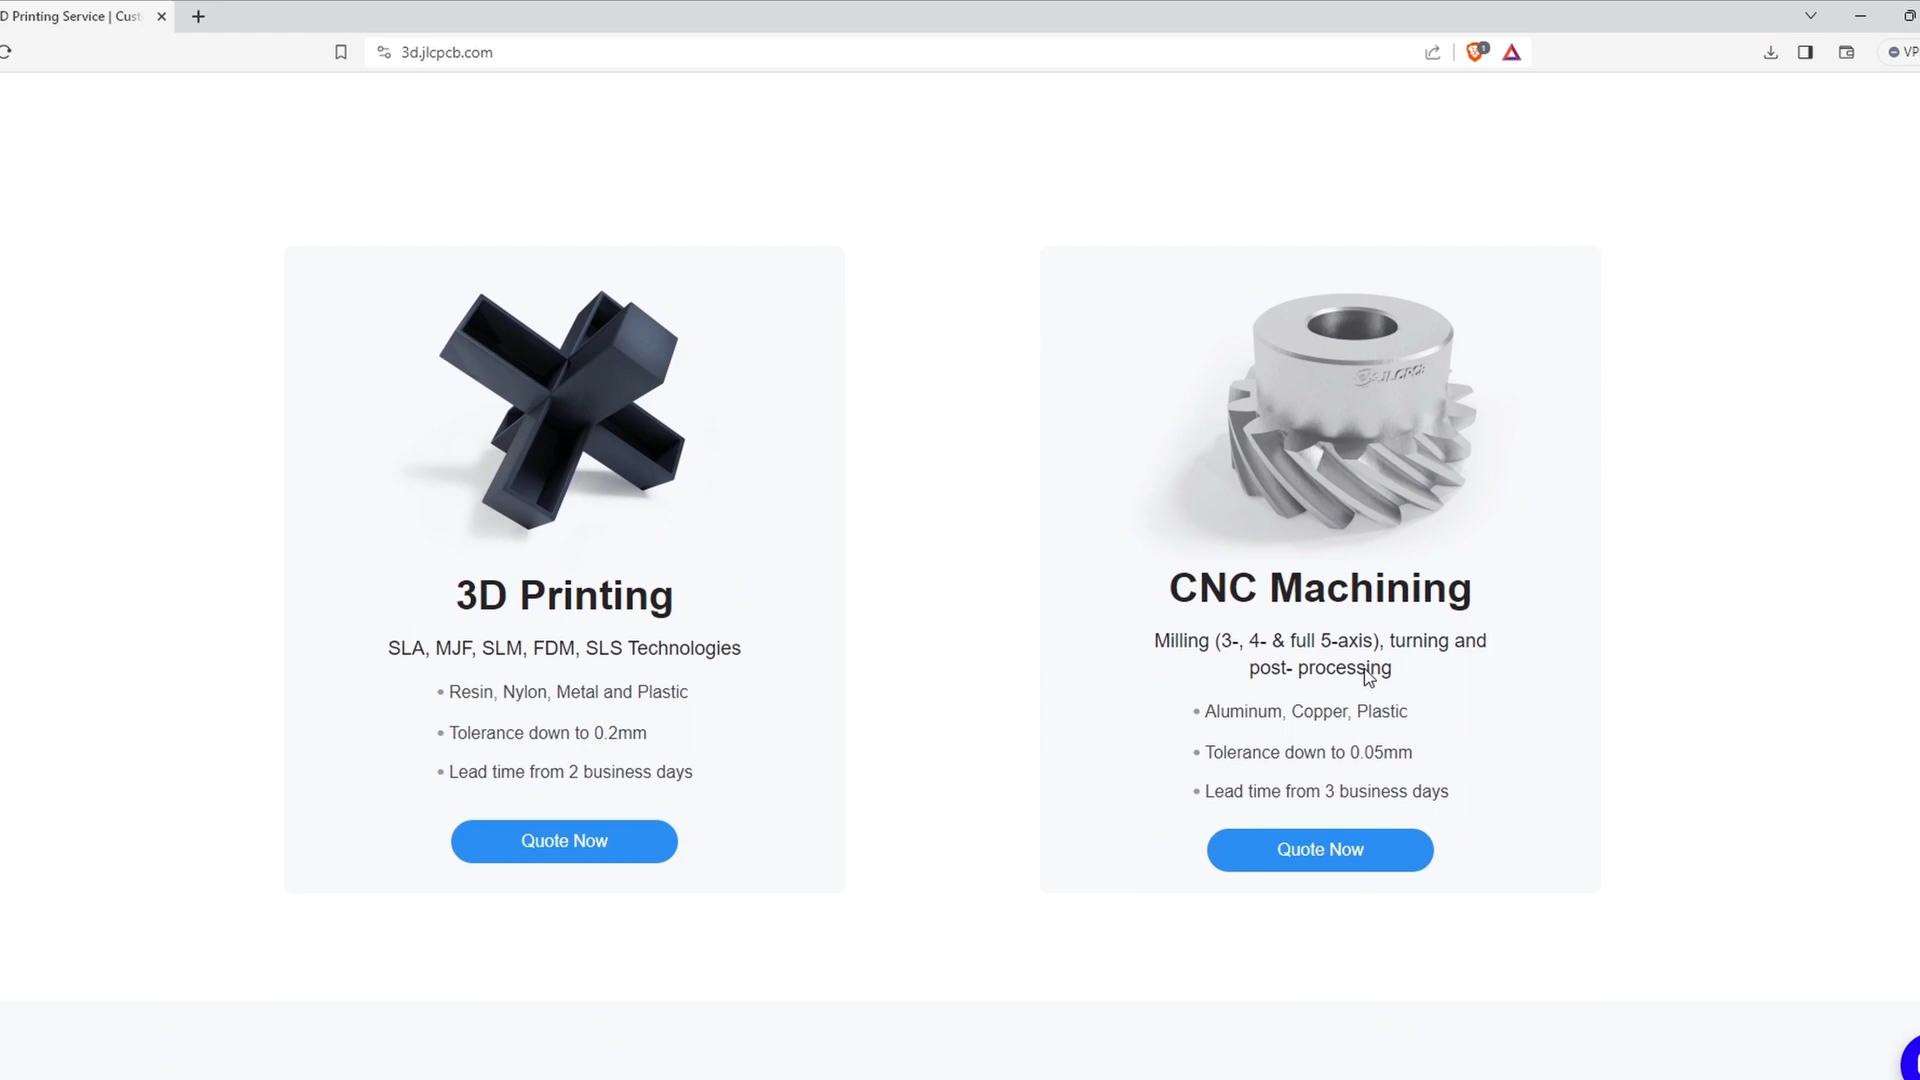 D Printing Service | Cust
3d.jlcpcb.com
1
VP
JLCPCB
3D Printing
SLA, MJF, SLM, FDM, SLS Technologies
• Resin, Nylon, Metal and Plastic
• Tolerance down to 0.2mm
• Lead time from 2 business days
Quote Now
CNC Machining
Milling (3-, 4- & full 5-axis), turning and
post- processing
• Aluminum, Copper, Plastic
• Tolerance down to 0.05mm
• Lead time from 3 business days
Quote Now